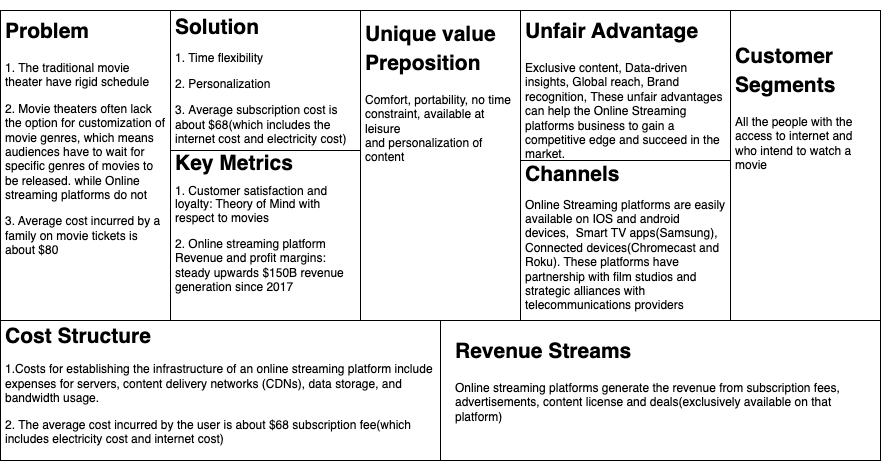 Problem
1. The traditional movie
theater have rigid schedule
2. Movie theaters often lack
the option for customization of
movie genres, which means
audiences have to wait for
specific genres of movies to
be released. while Online
streaming platforms do not
3. Average cost incurred by a
family on movie tickets is
about $80
Solution
1. Time flexibility
2. Personalization
3. Average subscription cost is
about $68(which includes the
internet cost and electricity cost)
Key Metrics
1. Customer satisfaction and
loyalty: Theory of Mind with
respect to movies
2. Online streaming platform
Revenue and profit margins:
steady upwards $150B revenue
generation since 2017
Unique value
Preposition
Comfort, portability, no time
constraint, available at
leisure
and personalization of
content
Unfair Advantage
Exclusive content, Data-driven
insights, Global reach, Brand
recognition, These unfair advantages
can help the Online Streaming
platforms business to gain a
competitive edge and succeed in the
market.
Channels
Online Streaming platforms are easily
available on IOS and android
devices, Smart TV apps(Samsung),
Connected devices(Chromecast and
Roku). These platforms have
partnership with film studios and
strategic alliances with
telecommunications providers
Customer
Segments
All the people with the
access to internet and
who intend to watch a
movie
Cost Structure
1.Costs for establishing the infrastructure of an online streaming platform include
expenses for servers, content delivery networks (CDNs), data storage, and
bandwidth usage.
2. The average cost incurred by the user is about $68 subscription fee(which
includes electricity cost and internet cost)
Revenue Streams
Online streaming platforms generate the revenue from subscription fees,
advertisements, content license and deals(exclusively available on that
platform)